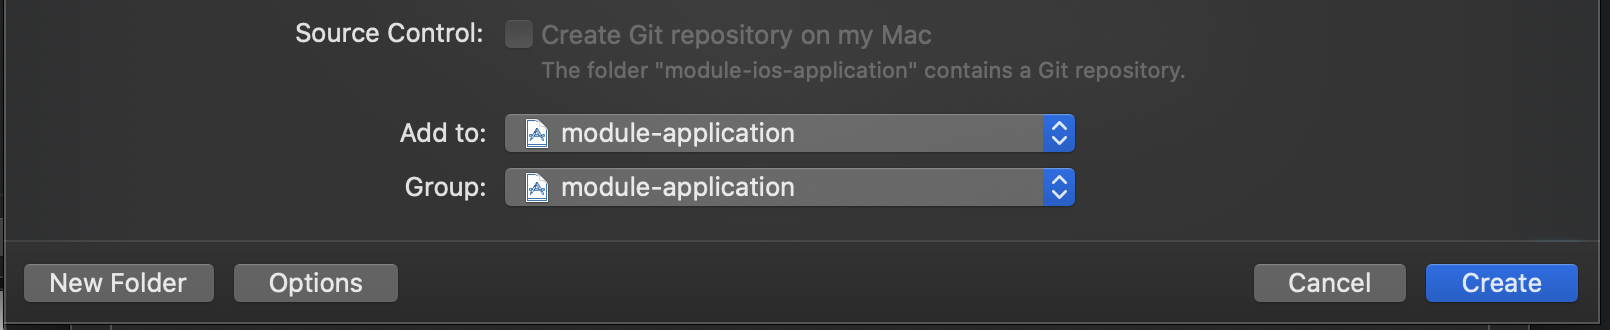 Source Control: Create Git repository on my Mac
The folder "module-ios-application" contains a Git repository.
Add to: module-application
Group: module-application
New Folder Options Cancel Create